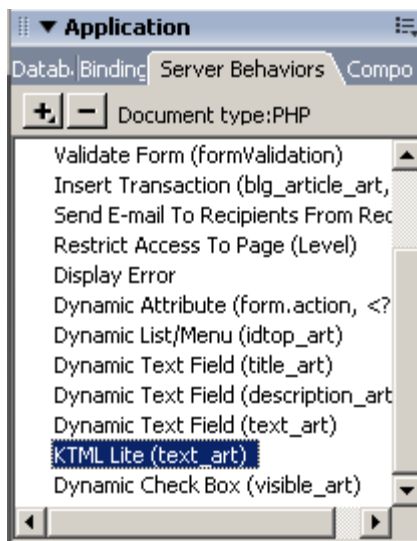 Application
Datab Binding Server Behaviors Compo
+ − Document type:PHP
Validate Form (formValidation)
Insert Transaction (blg_article_art,
Send E-mail To Recipients From Rec
Restrict Access To Page (Level)
Display Error
Dynamic Attribute (form.action, <?
Dynamic List/Menu (idtop_art)
Dynamic Text Field (title_art)
Dynamic Text Field (description_art
Dynamic Text Field (text_art)
KTML Lite (text_art)
Dynamic Check Box (visible_art)